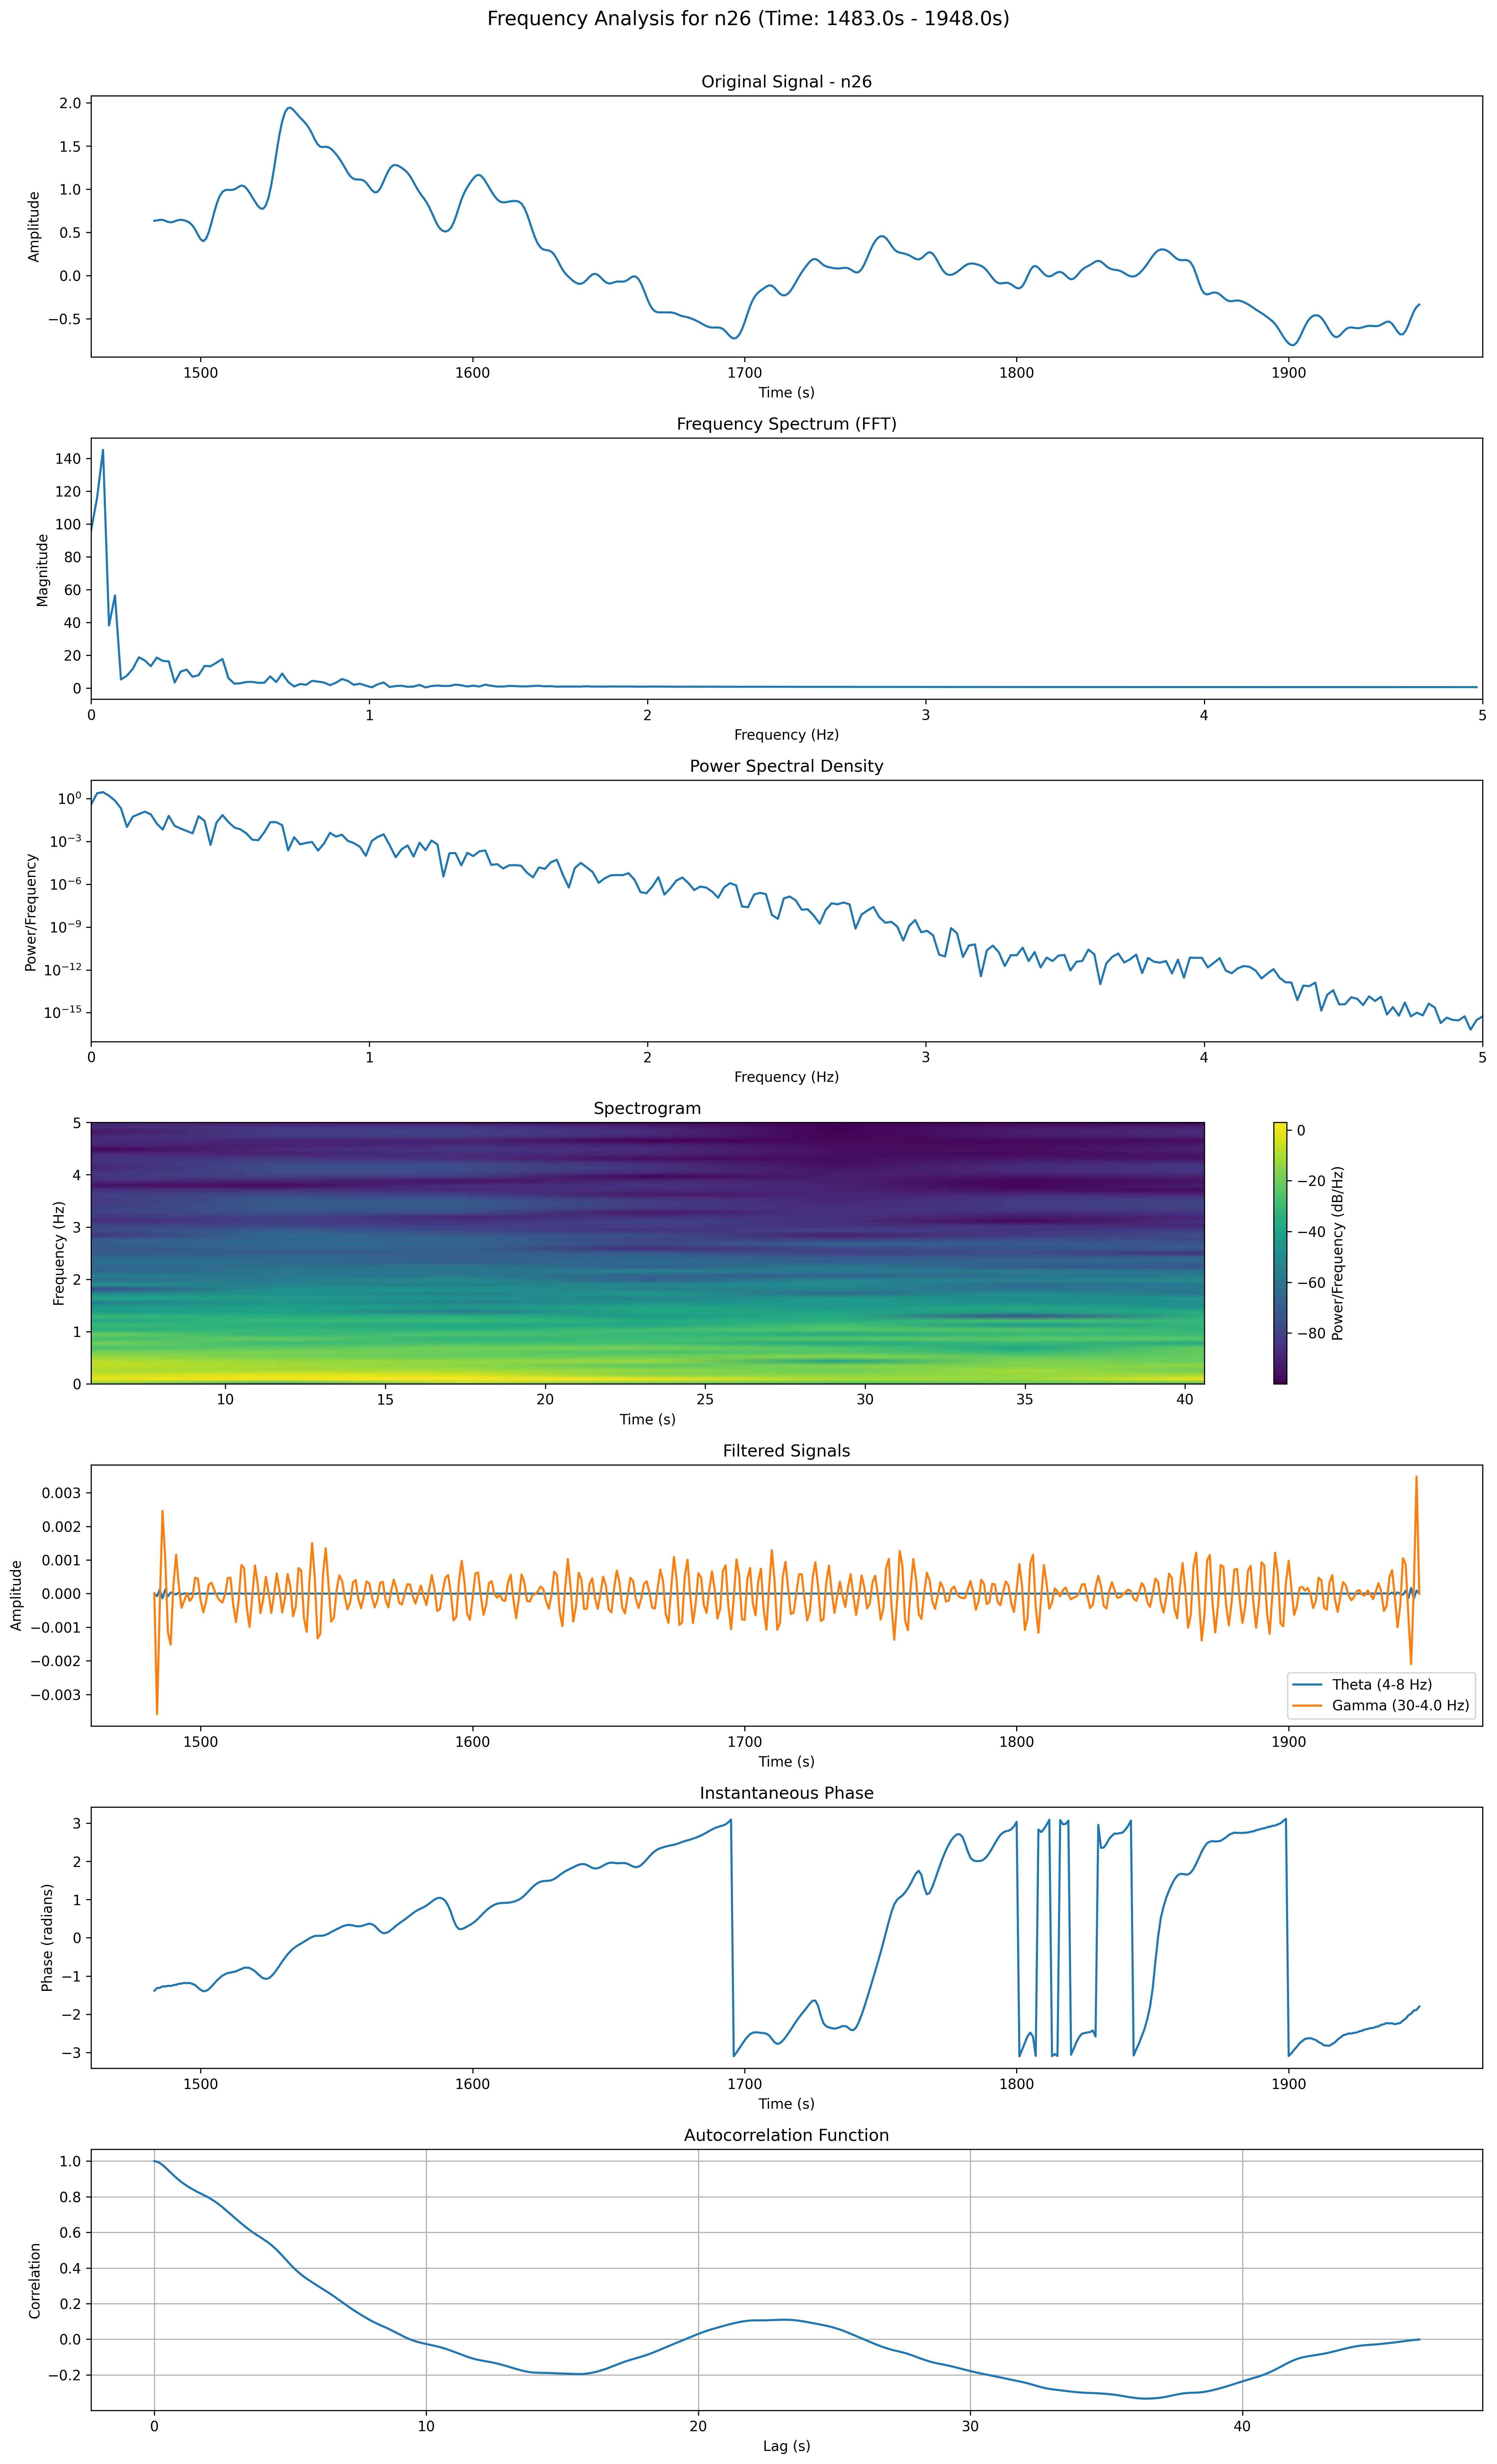 Frequency Analysis for n26 (Time: 1483.0s - 1948.0s)
Original Signal - n26
2.0
1.5
1.0
0.5
0.0
−0.5
Amplitude
1500 1600 1700 1800 1900
Time (s)
Frequency Spectrum (FFT)
140
120
100
80
60
40
20
0
Magnitude
0 1 2 3 4 5
Frequency (Hz)
Power Spectral Density
10⁰
10⁻³
10⁻⁶
10⁻⁹
10⁻¹²
10⁻¹⁵
Power/Frequency
0 1 2 3 4 5
Frequency (Hz)
Spectrogram
5
4
3
2
1
0
Frequency (Hz)
10 15 20 25 30 35 40
Time (s)
0
−20
−40
−60
−80
Power/Frequency (dB/Hz)
Filtered Signals
0.003
0.002
0.001
0.000
−0.001
−0.002
−0.003
Amplitude
Theta (4-8 Hz)
Gamma (30-4.0 Hz)
1500 1600 1700 1800 1900
Time (s)
Instantaneous Phase
3
2
1
0
−1
−2
−3
Phase (radians)
1500 1600 1700 1800 1900
Time (s)
Autocorrelation Function
1.0
0.8
0.6
0.4
0.2
0.0
−0.2
Correlation
0 10 20 30 40
Lag (s)